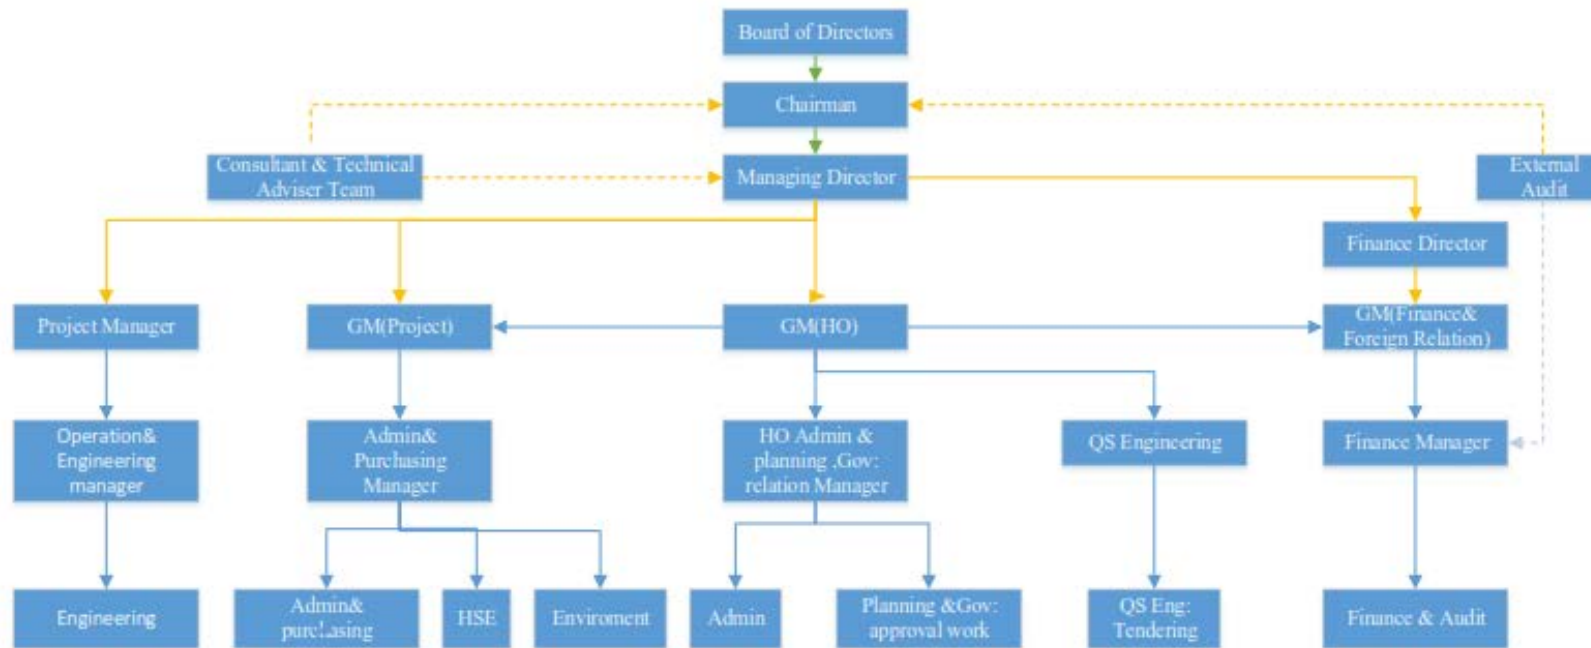 Board of Directors
Chairman
Consultant & Technical
Adviser Team
Managing Director
External
Audit
Finance Director
Project Manager
GM(Project)
GM(HO)
GM(Finance&
Foreign Relation)
Operation&
Engineering
manager
Admin&
Purchasing
Manager
HO Admin &
planning ,Gov:
relation Manager
QS Engineering
Finance Manager
Engineering
Admin&
purchasing
HSE
Enviroment
Admin
Planning &Gov:
approval work
QS Eng:
Tendering
Finance & Audit